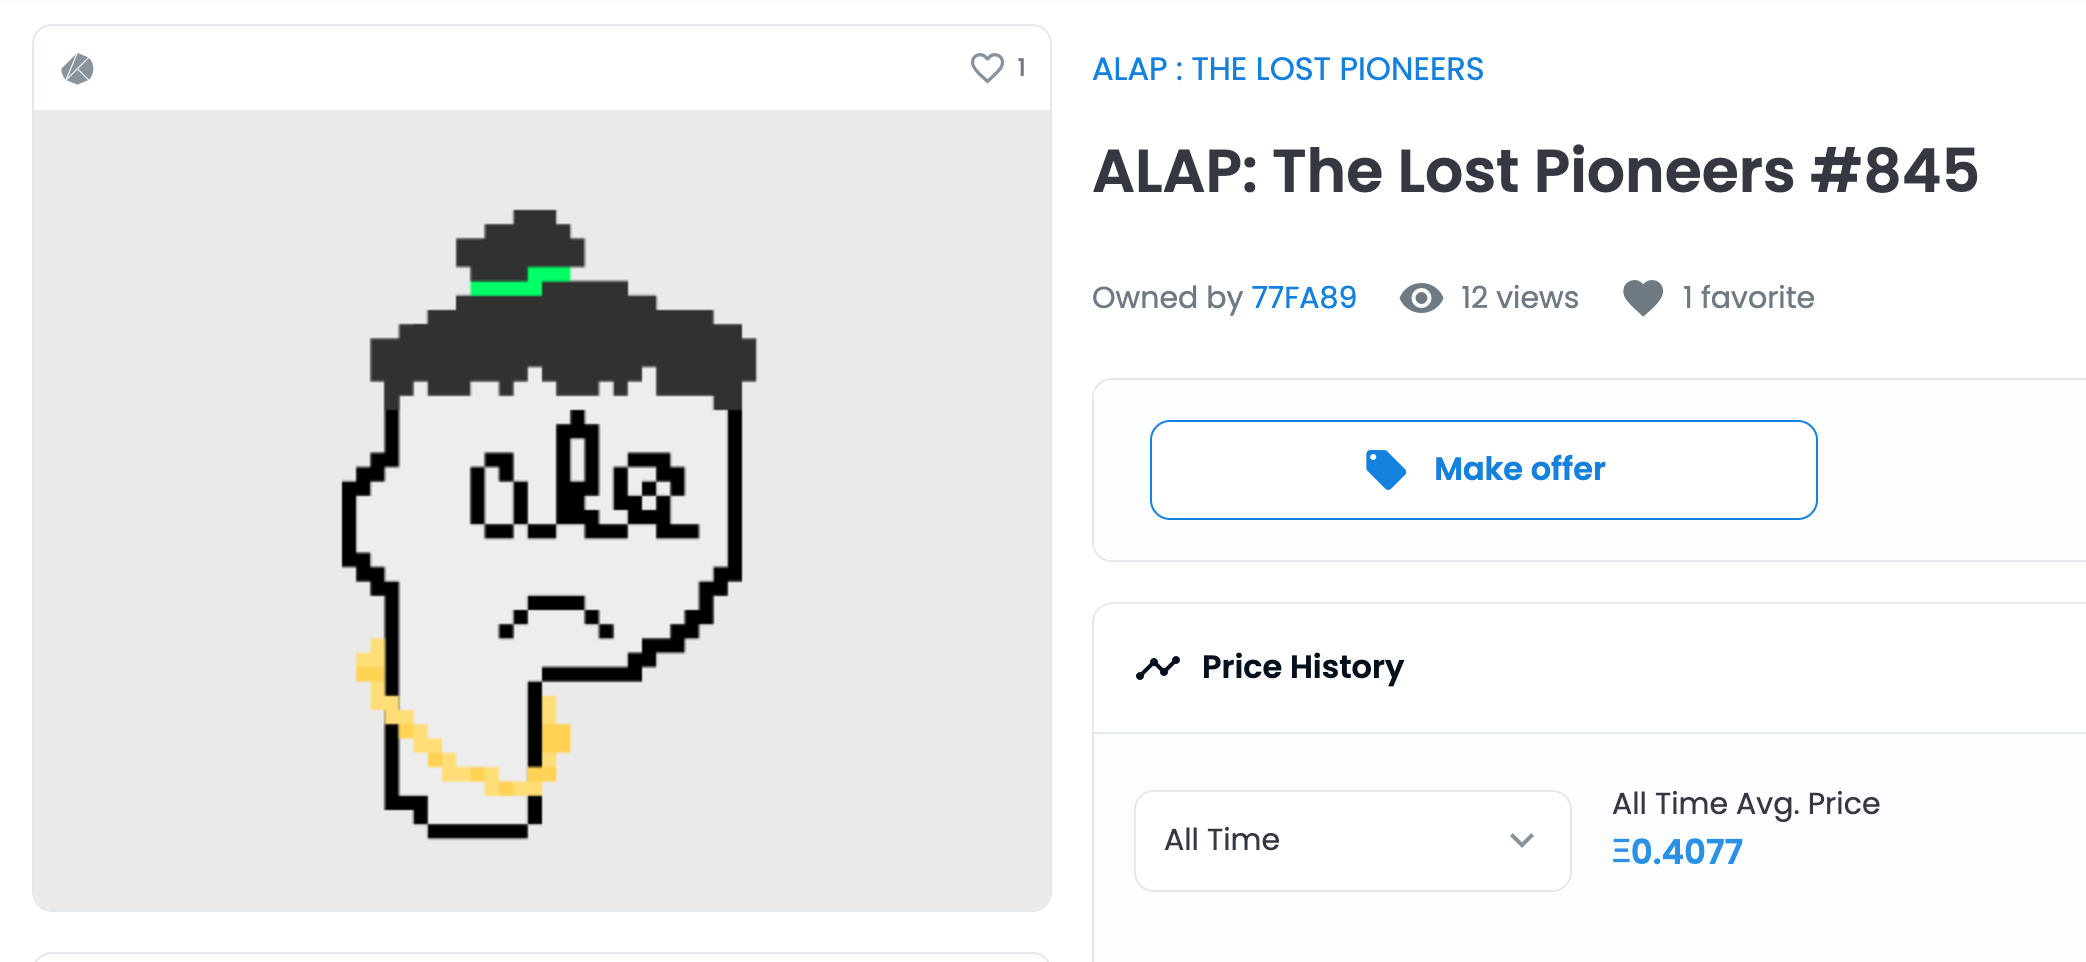 1
ALAP : THE LOST PIONEERS
ALAP: The Lost Pioneers #845
Owned by 77FA89 12 views 1 favorite
Make offer
Price History
All Time
All Time Avg. Price
Ξ0.4077